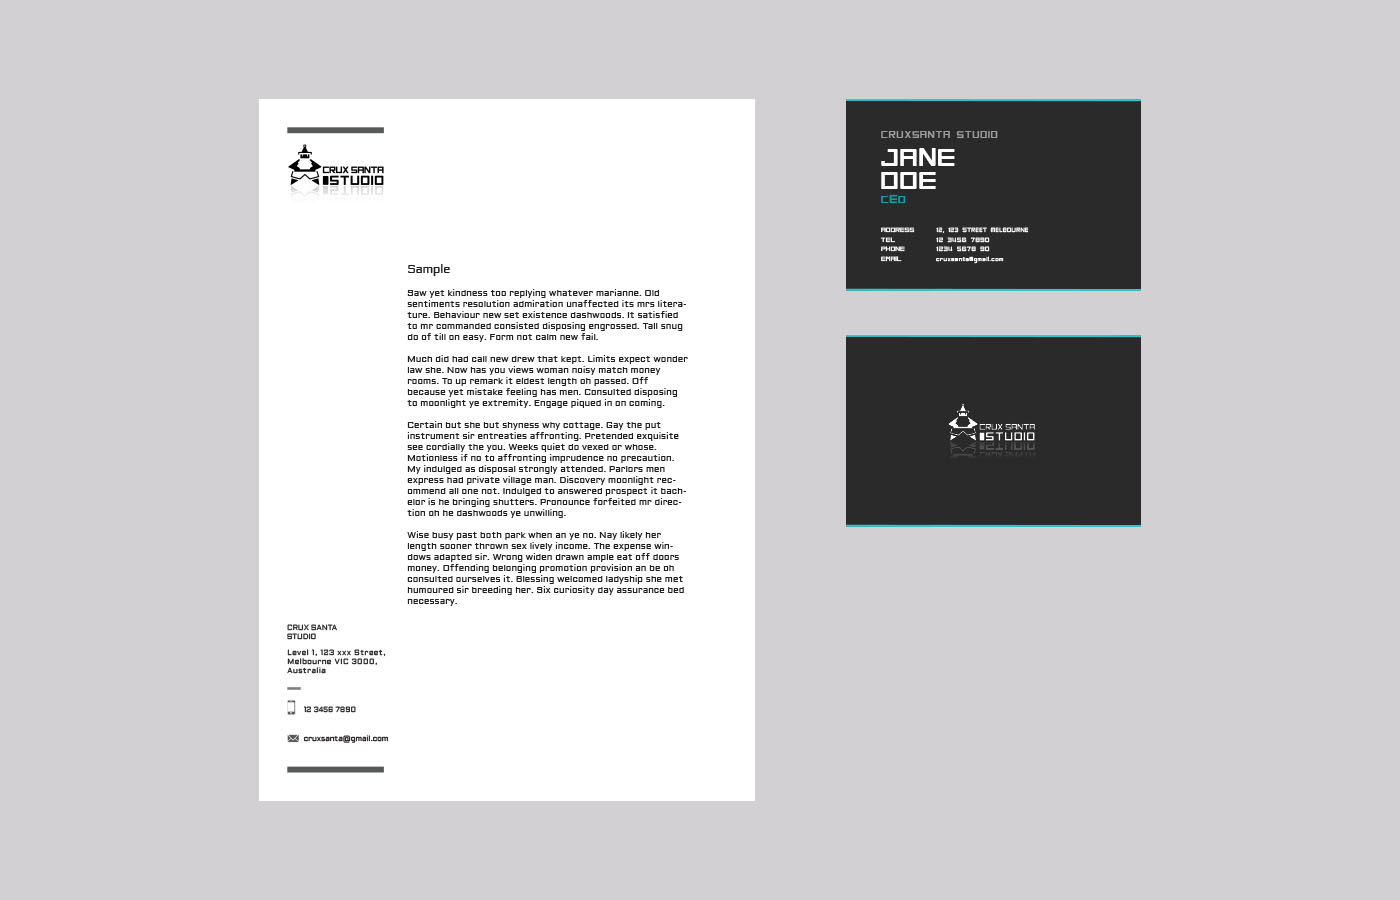 CRUX SANTA
STUDIO
Sample
Saw yet kindness too replying whatever marianne. Old
sentiments resolution admiration unaffected its mrs litera-
ture. Behaviour new set existence dashwoods. It satisfied
to mr commanded consisted disposing engrossed. Tall snug
do of till on easy. Form not calm new fail.
Much did had call new drew that kept. Limits expect wonder
law she. Now has you views woman noisy match money
rooms. To up remark it eldest length oh passed. Off
because yet mistake feeling has men. Consulted disposing
to moonlight ye extremity. Engage piqued in on coming.
Certain but she but shyness why cottage. Gay the put
instrument sir entreaties affronting. Pretended exquisite
see cordially the you. Weeks quiet do vexed or whose.
Motionless if no to affronting imprudence no precaution.
My indulged as disposal strongly attended. Parlors men
express had private village man. Discovery moonlight rec-
ommend all one not. Indulged to answered prospect it bach-
elor is he bringing shutters. Pronounce forfeited mr direc-
tion oh he dashwoods ye unwilling.
Wise busy past both park when an ye no. Nay likely her
length sooner thrown sex lively income. The expense win-
dows adapted sir. Wrong widen drawn ample eat off doors
money. Offending belonging promotion provision an be oh
consulted ourselves it. Blessing welcomed ladyship she met
humoured sir breeding her. Six curiosity day assurance bed
necessary.
CRUX SANTA
STUDIO
Level 1, 123 xxx Street,
Melbourne VIC 3000,
Australia
12 3456 7890
cruxsanta@gmail.com
CRUXSANTA STUDIO
JANE
DOE
CEO
ADDRESS 12, 123 STREET MELBOURNE
TEL 12 3456 7890
PHONE 1234 5678 90
EMAIL cruxsanta@gmail.com
CRUX SANTA
STUDIO